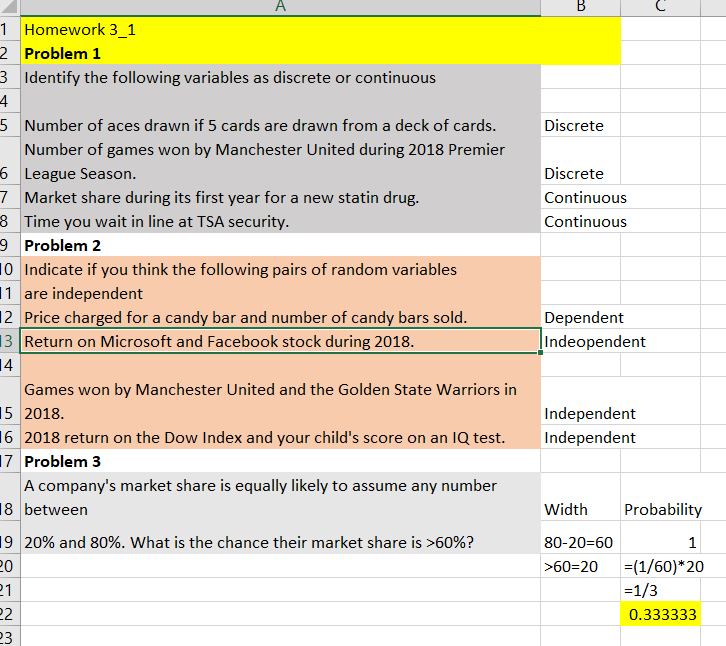 A B C
1 Homework 3_1
2 Problem 1
3 Identify the following variables as discrete or continuous
4
5 Number of aces drawn if 5 cards are drawn from a deck of cards. Discrete
Number of games won by Manchester United during 2018 Premier
6 League Season. Discrete
7 Market share during its first year for a new statin drug. Continuous
8 Time you wait in line at TSA security. Continuous
9 Problem 2
10 Indicate if you think the following pairs of random variables
11 are independent
12 Price charged for a candy bar and number of candy bars sold. Dependent
13 Return on Microsoft and Facebook stock during 2018. Indeopendent
14
Games won by Manchester United and the Golden State Warriors in
15 2018. Independent
16 2018 return on the Dow Index and your child's score on an IQ test. Independent
17 Problem 3
A company's market share is equally likely to assume any number
18 between Width Probability
19 20% and 80%. What is the chance their market share is >60%? 80-20=60 1
20 >60=20 =(1/60)*20
21 =1/3
22 0.333333
23